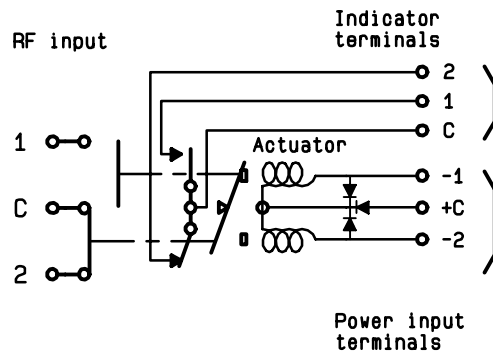 RF input
Indicator
terminals
2
1
C
1
C
2
Actuator
-1
+C
-2
Power input
terminals